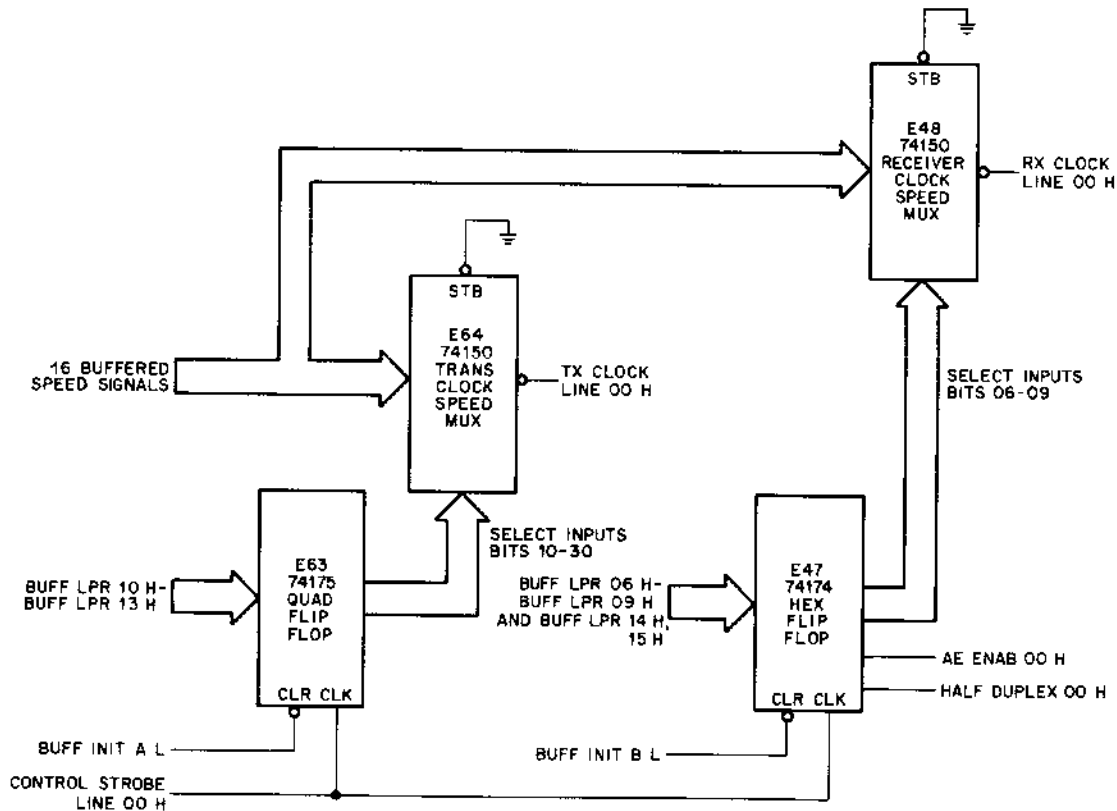 STB
E48
74150
RECEIVER
CLOCK
SPEED
MUX
RX CLOCK
LINE 00 H
STB
E64
74150
TRANS
CLOCK
SPEED
MUX
16 BUFFERED
SPEED SIGNALS
TX CLOCK
LINE 00 H
SELECT INPUTS
BITS 06-09
SELECT INPUTS
BITS 10-30
BUFF LPR 10 H-
BUFF LPR 13 H
E63
74175
QUAD
FLIP
FLOP
CLR CLK
BUFF LPR 06 H-
BUFF LPR 09 H
AND BUFF LPR 14 H,
15 H
E47
74174
HEX
FLIP
FLOP
CLR CLK
AE ENAB 00 H
HALF DUPLEX 00 H
BUFF INIT A L
BUFF INIT B L
CONTROL STROBE
LINE 00 H